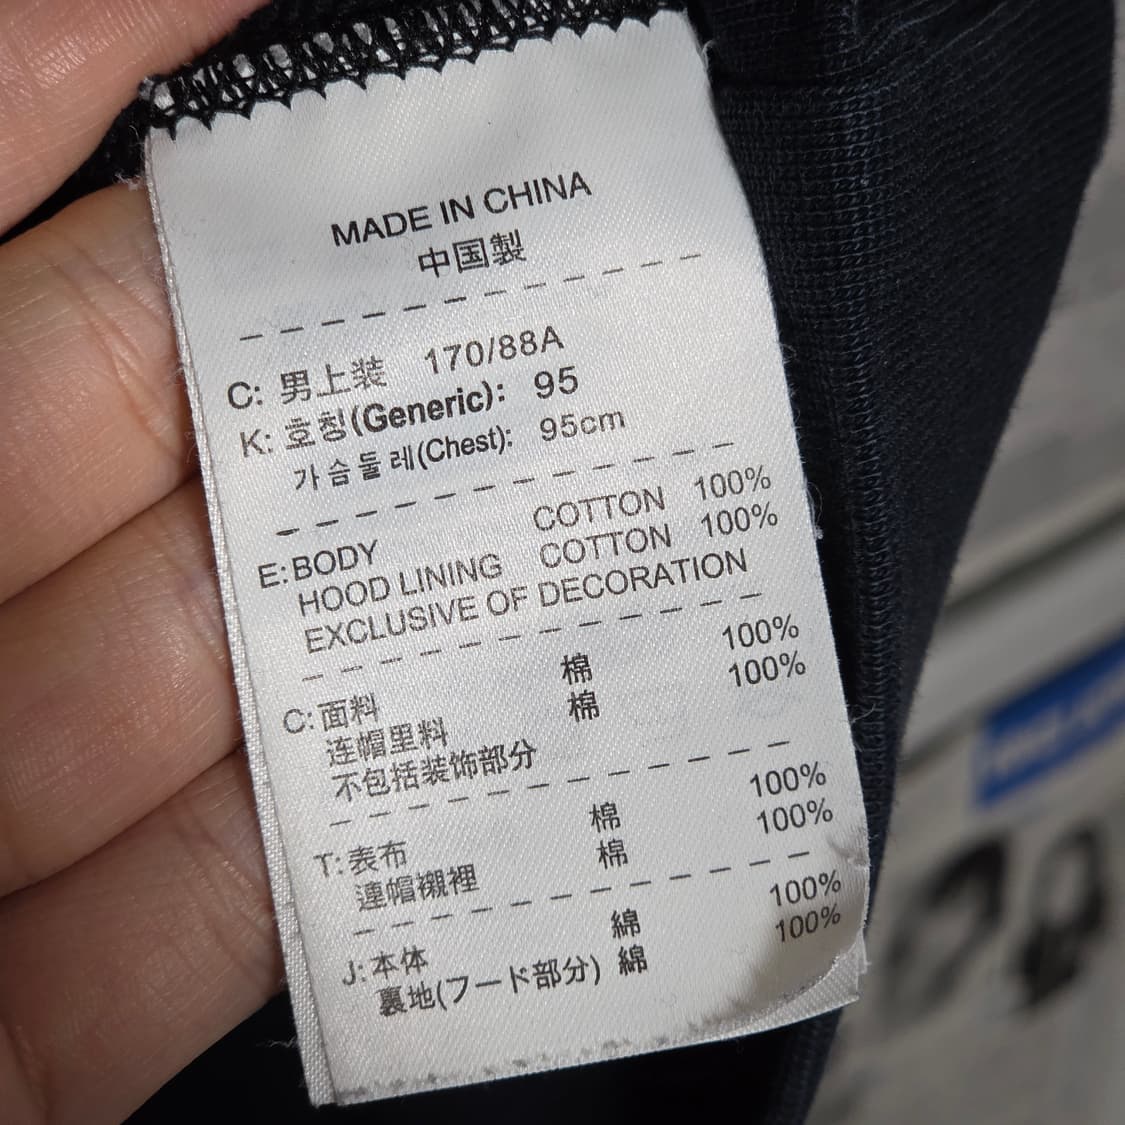 MADE IN CHINA
中国製
C: 男上装 170/88A
K: 호칭(Generic): 95
가슴둘레(Chest): 95cm
E:BODY COTTON 100%
HOOD LINING COTTON 100%
EXCLUSIVE OF DECORATION
C:面料 棉 100%
连帽里料 棉 100%
不包括装饰部分
T:表布 棉 100%
連帽襯裡 棉 100%
J:本体 綿 100%
裏地(フード部分) 綿 100%